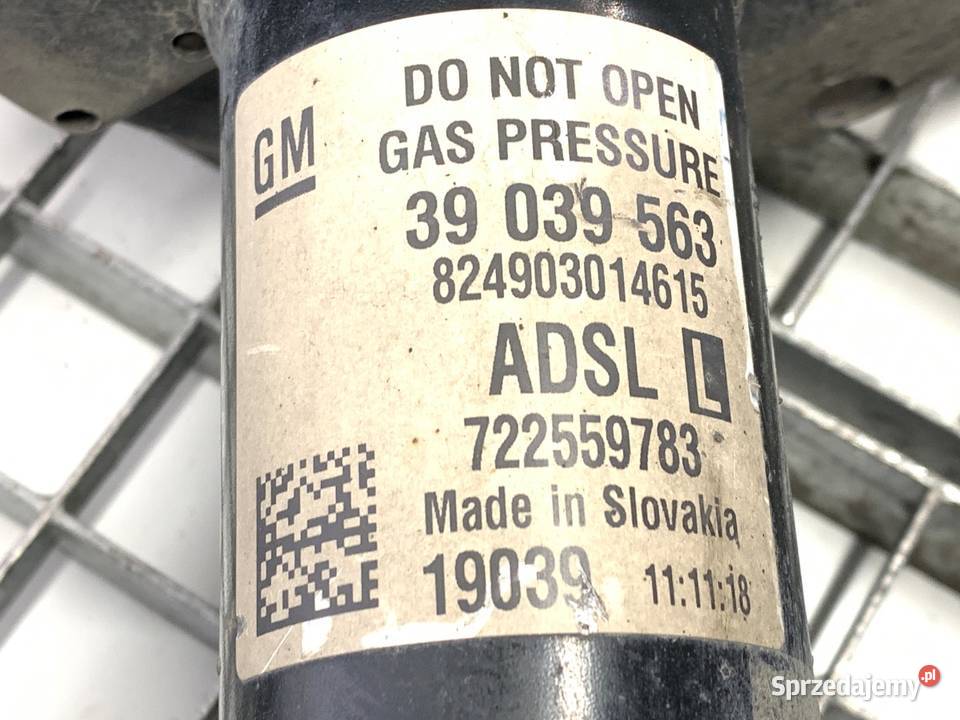 DO NOT OPEN
GM
GAS PRESSURE
39 039 563
824903014615
ADSL L
722559783
Made in Slovakia
19039 11:11:18
Sprzedajemy.pl